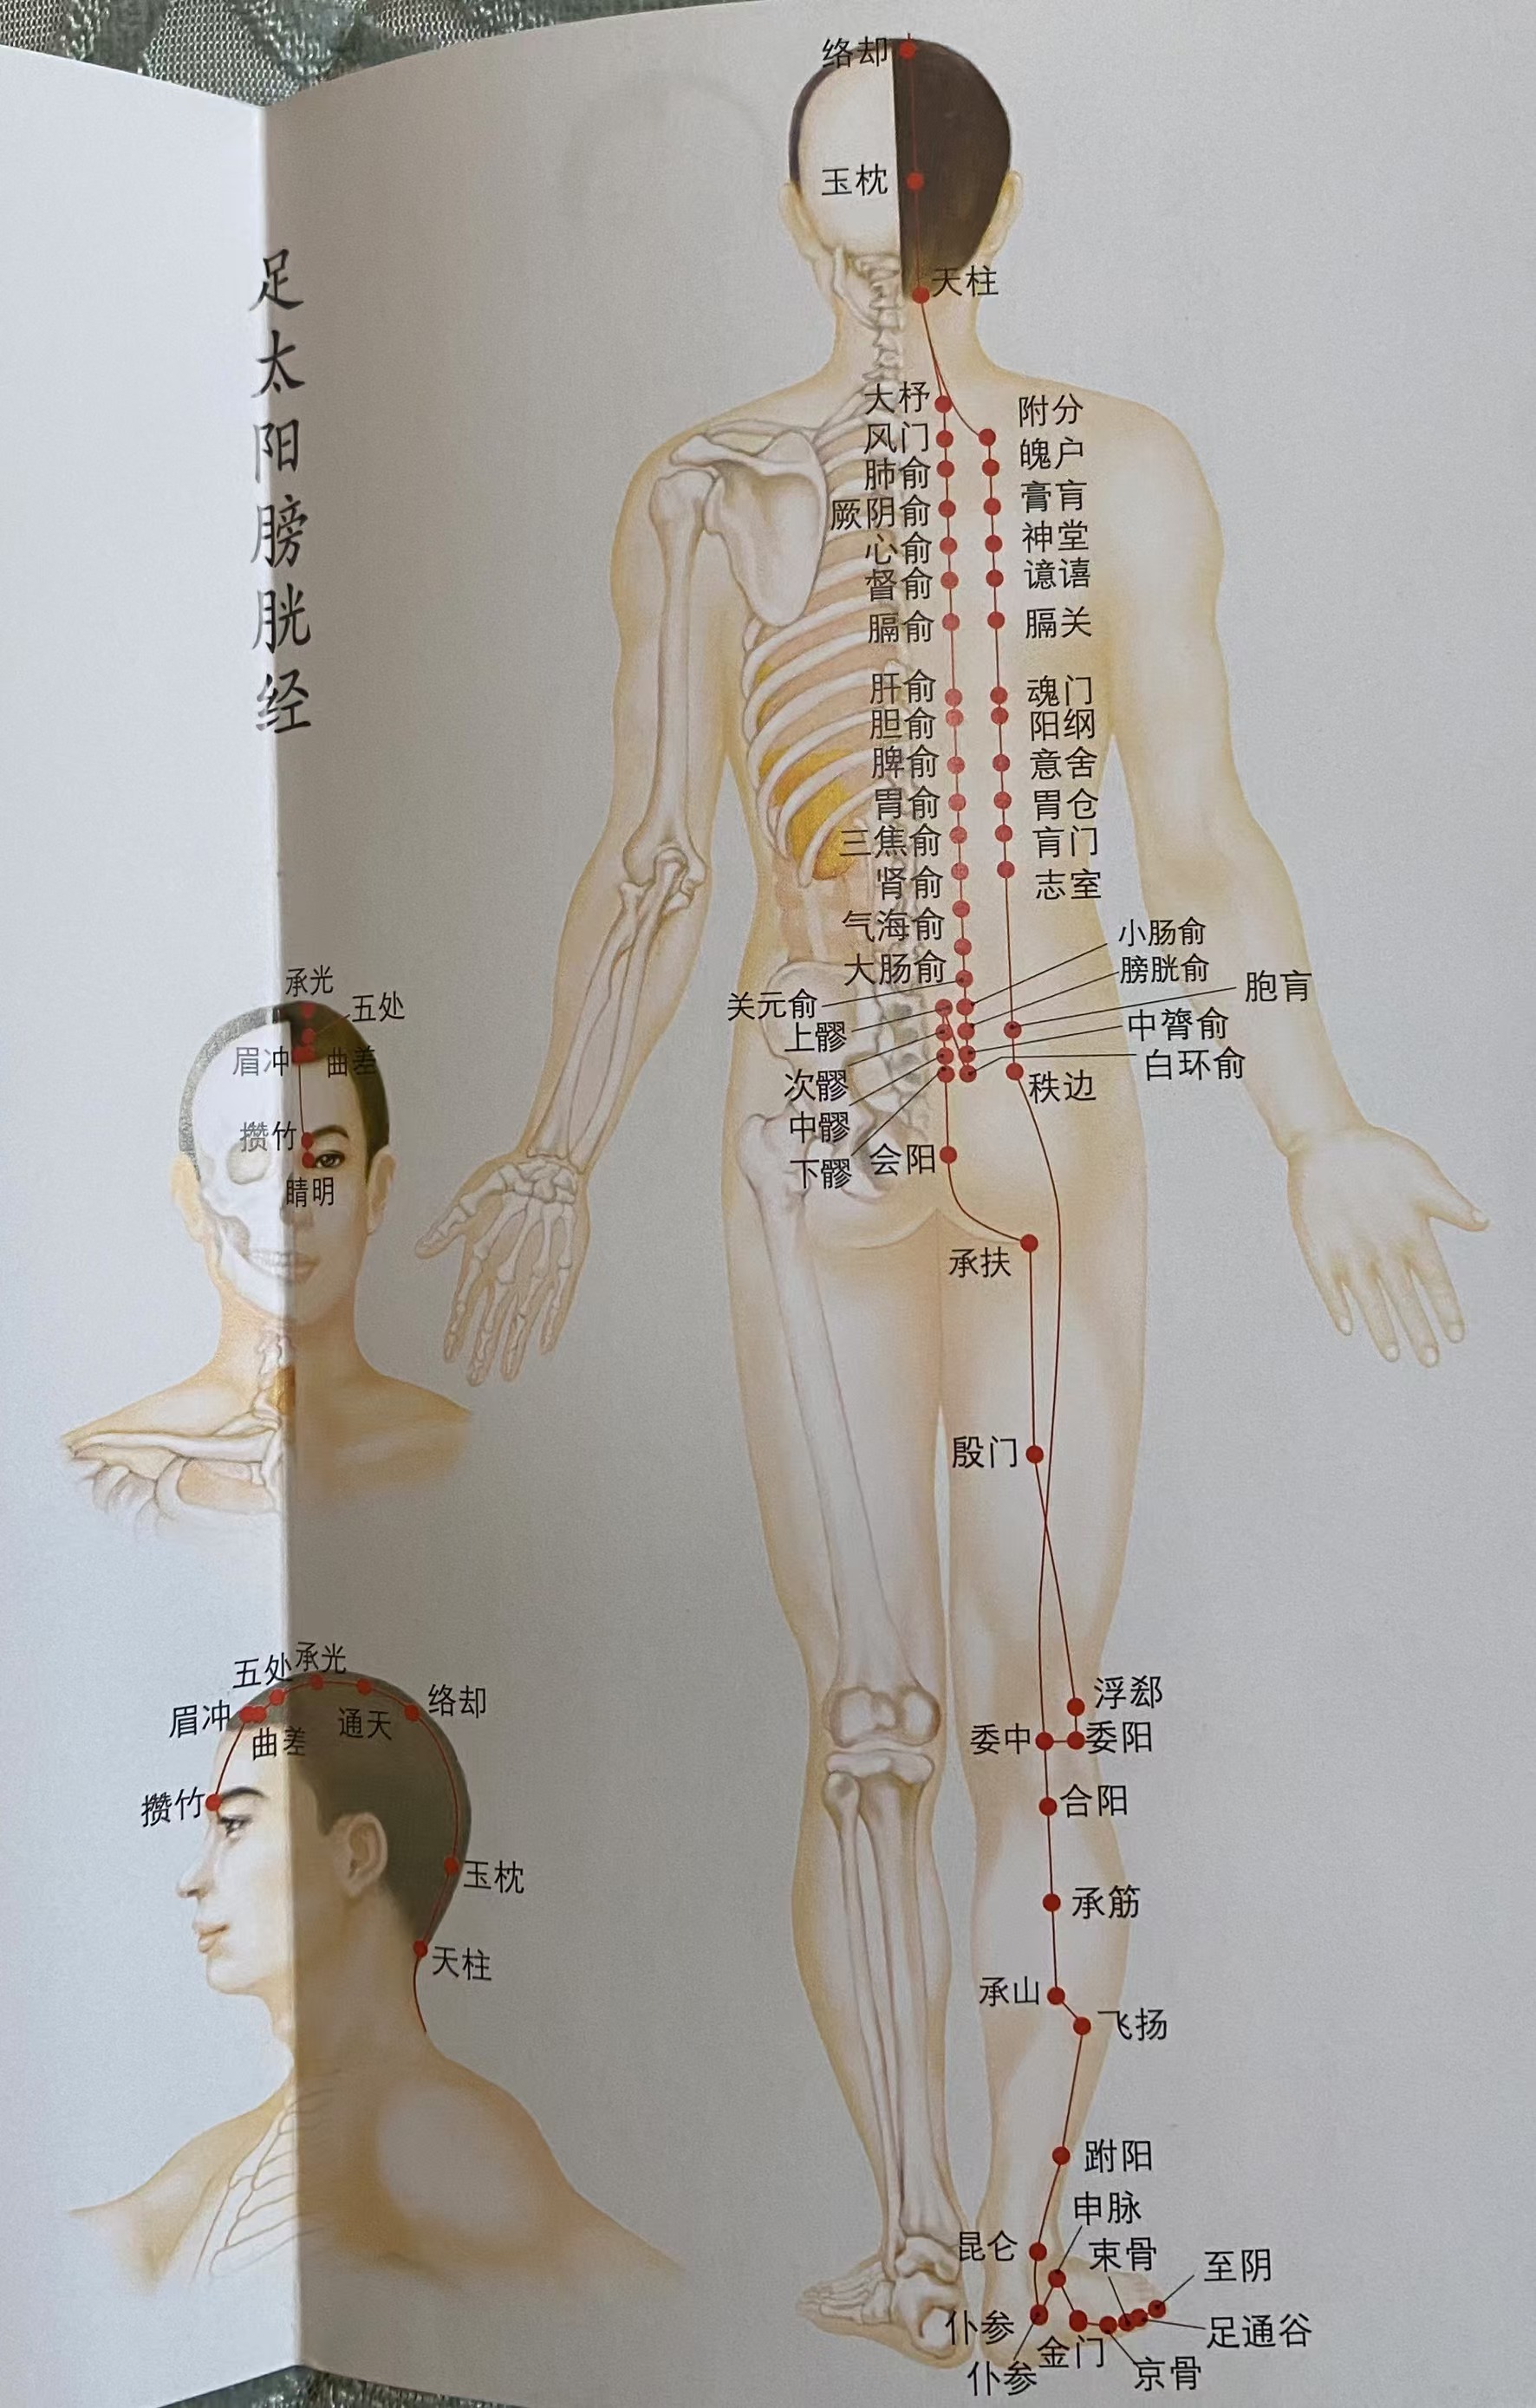 足太阳膀胱经
络却
玉枕
天柱
大杼
附分
风门
魄户
肺俞
膏肓
厥阴俞
神堂
心俞
譩譆
督俞
膈俞
膈关
肝俞
魂门
胆俞
阳纲
脾俞
意舍
胃俞
胃仓
三焦俞
肓门
肾俞
志室
气海俞
小肠俞
大肠俞
膀胱俞
胞肓
关元俞
上髎
中膂俞
白环俞
次髎
秩边
中髎
下髎
会阳
承扶
殷门
浮郄
委中
委阳
合阳
承筋
承山
飞扬
跗阳
申脉
昆仑
束骨
至阴
仆参
足通谷
金门
仆参
京骨
承光
五处
眉冲
曲差
攒竹
睛明
五处
承光
眉冲
曲差
通天
络却
攒竹
玉枕
天柱